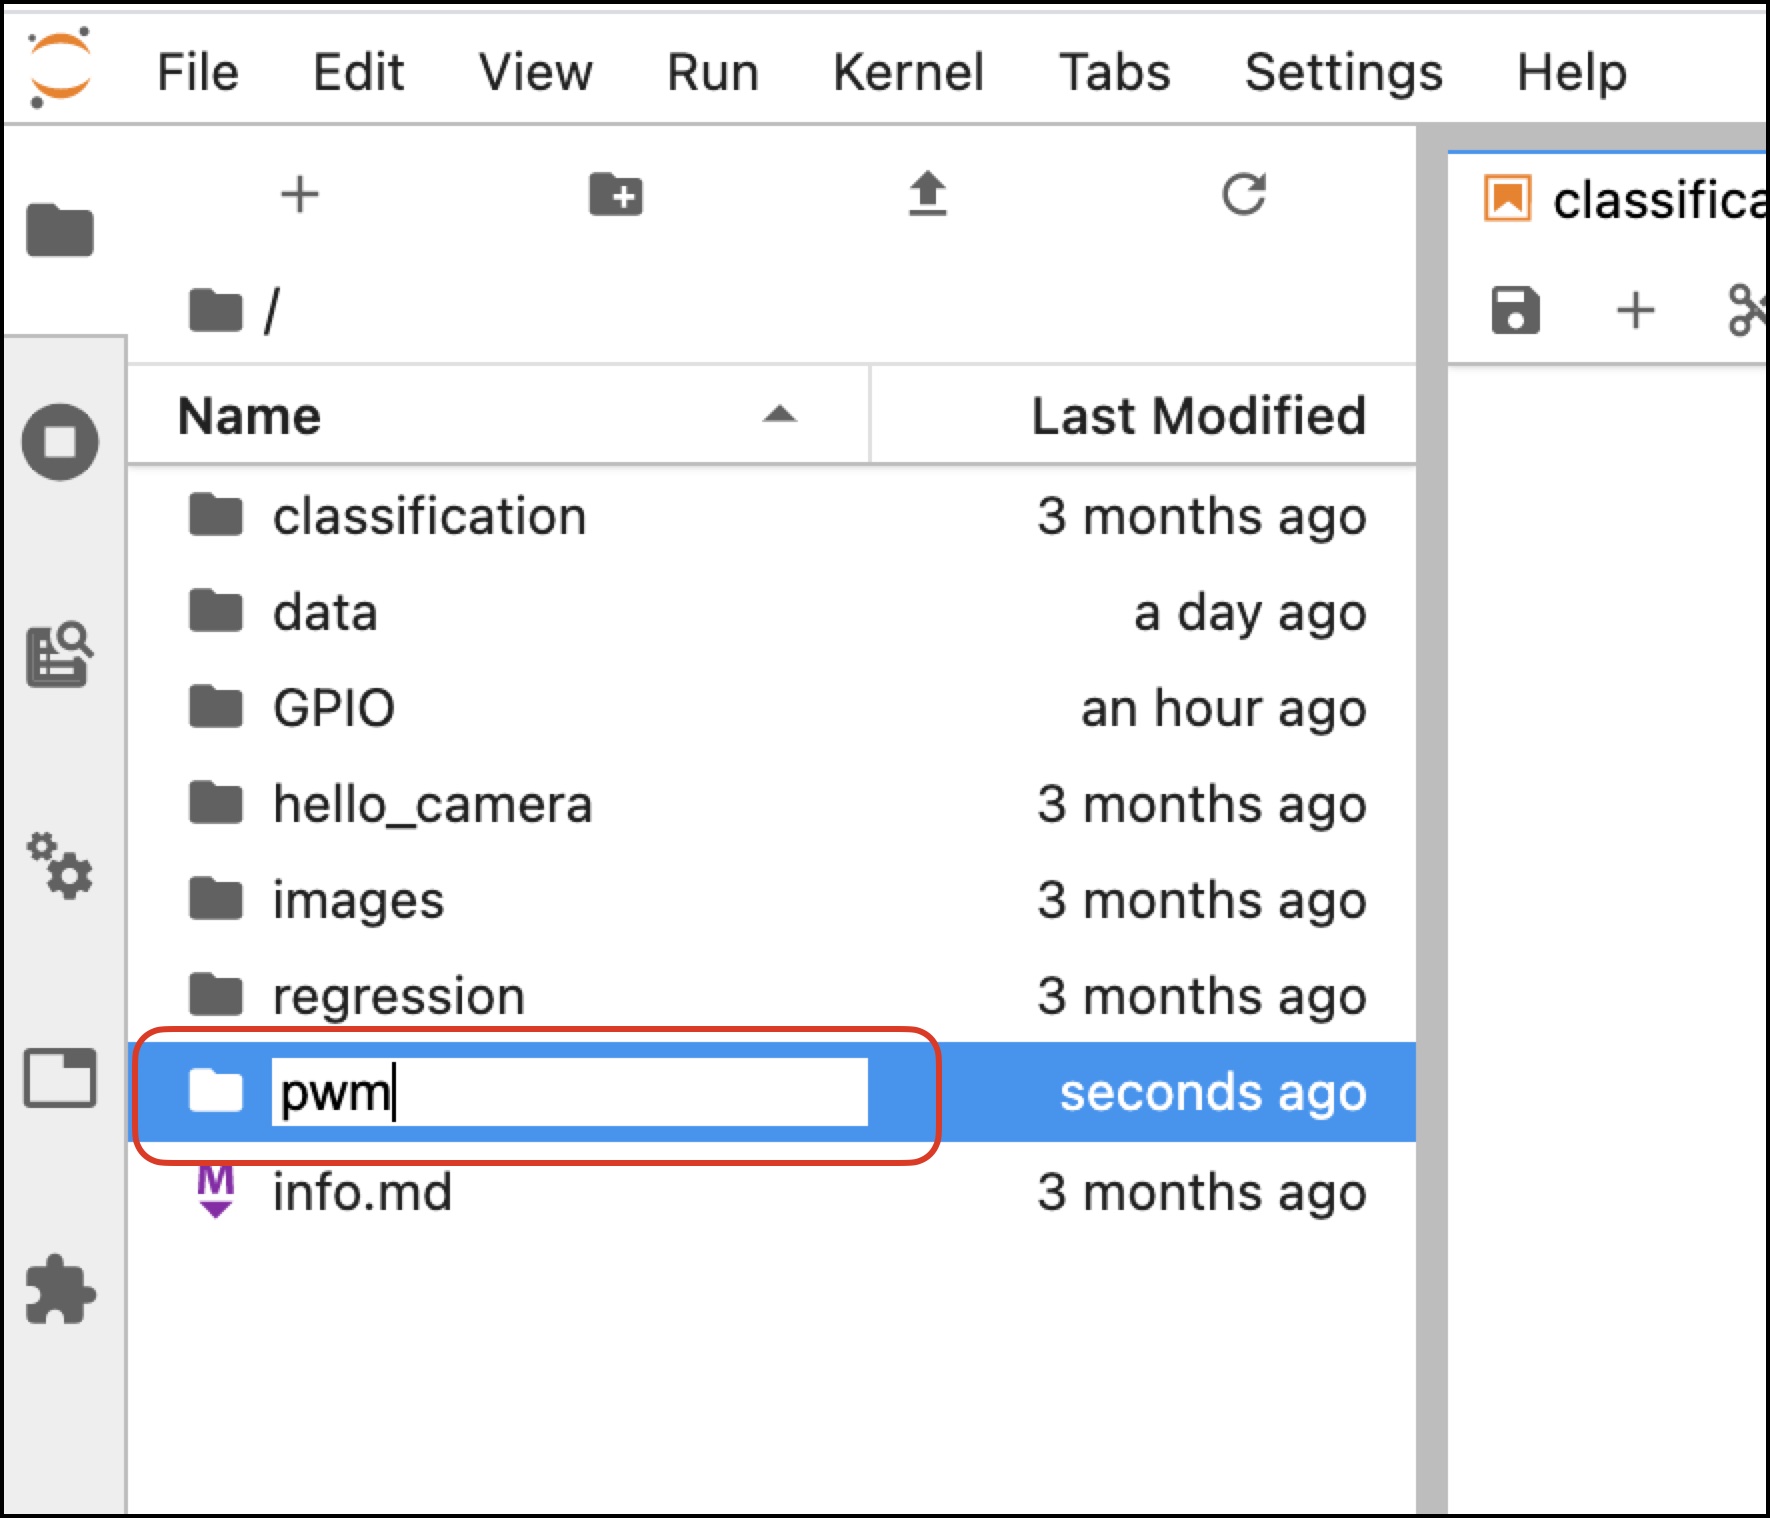 File Edit View Run Kernel Tabs Settings Help
classifica
/
Name Last Modified
classification 3 months ago
data a day ago
GPIO an hour ago
hello_camera 3 months ago
images 3 months ago
regression 3 months ago
pwm seconds ago
M info.md 3 months ago